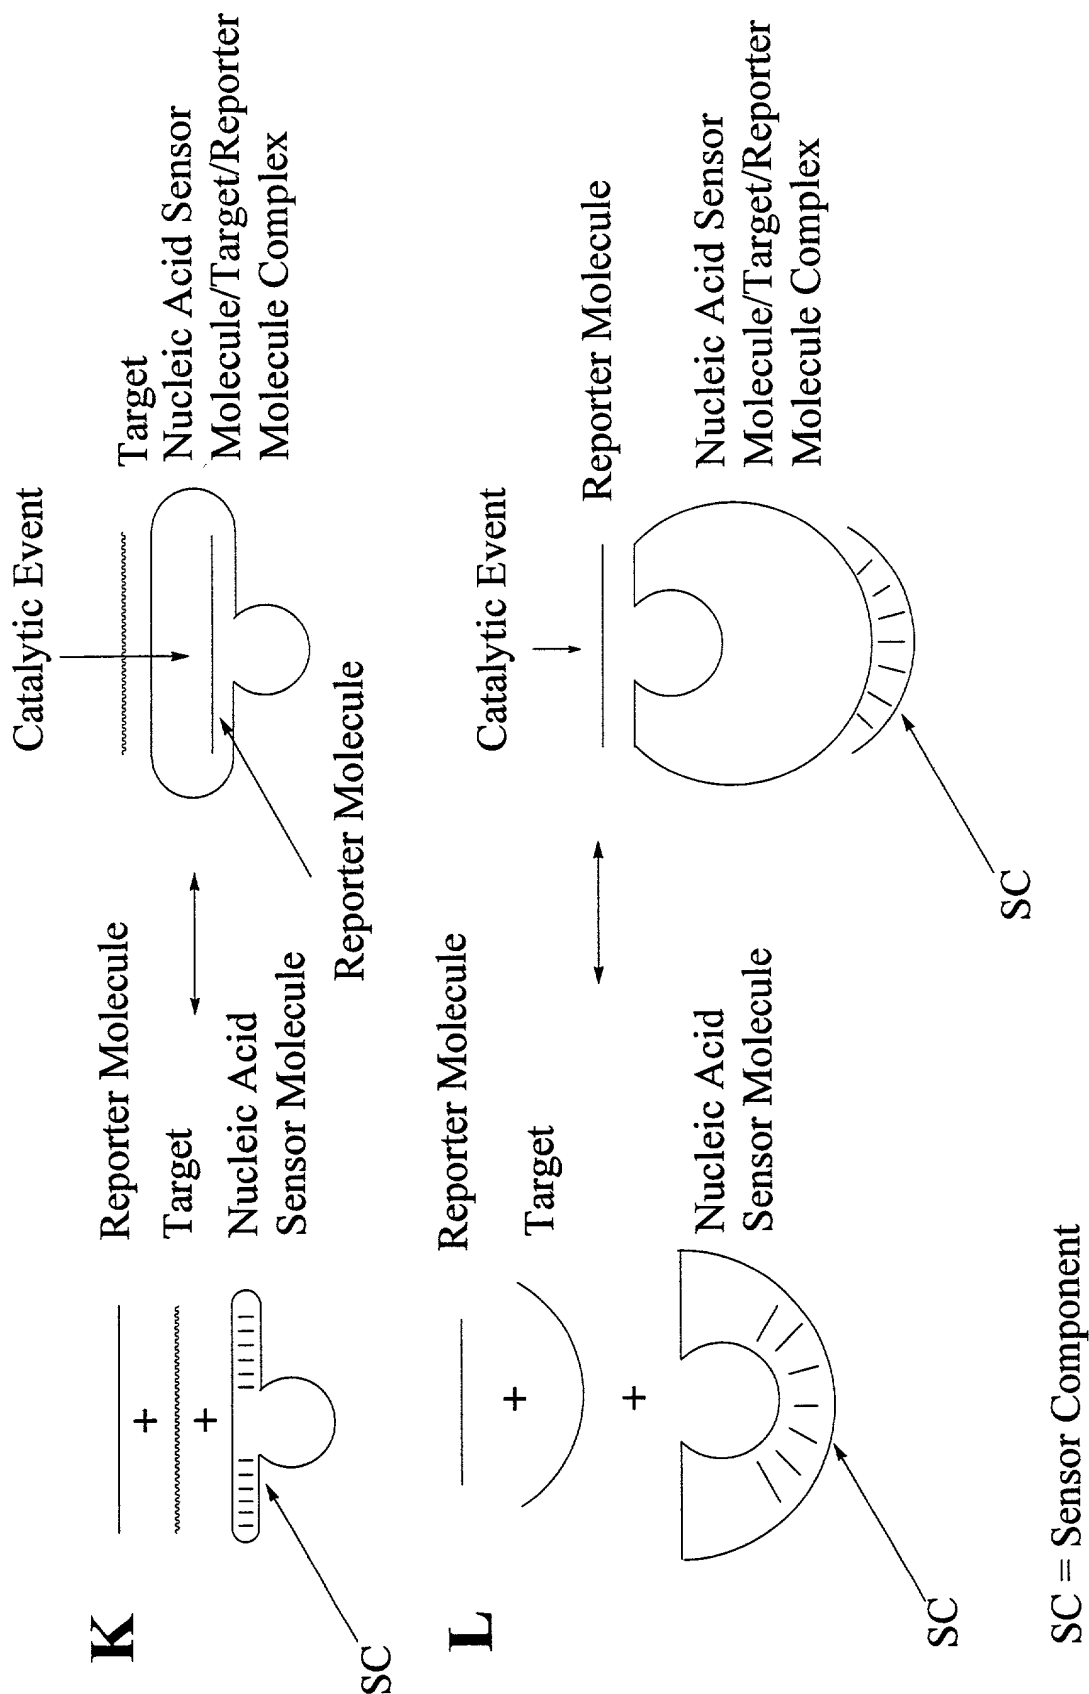 K
Reporter Molecule
+
Target
+
Nucleic Acid
Sensor Molecule
SC
Catalytic Event
Target
Nucleic Acid Sensor
Molecule/Target/Reporter
Molecule Complex
Reporter Molecule
L
Reporter Molecule
+
Target
+
Nucleic Acid
Sensor Molecule
SC
Catalytic Event
Reporter Molecule
Nucleic Acid Sensor
Molecule/Target/Reporter
Molecule Complex
SC
SC = Sensor Component